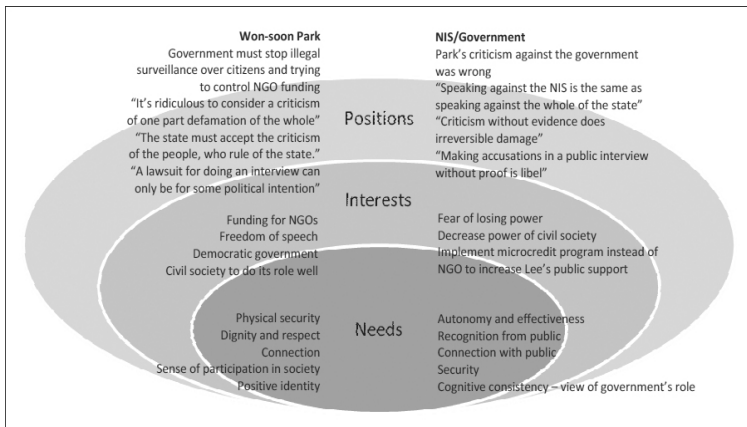 Won-soon Park
Government must stop illegal
surveillance over citizens and trying
to control NGO funding
“It’s ridiculous to consider a criticism
of one part defamation of the whole”
“The state must accept the criticism
of the people, who rule of the state.”
“A lawsuit for doing an interview can
only be for some political intention”
NIS/Government
Park’s criticism against the government
was wrong
“Speaking against the NIS is the same as
speaking against the whole of the state”
“Criticism without evidence does
irreversible damage”
“Making accusations in a public interview
without proof is libel”
Positions
Interests
Funding for NGOs
Freedom of speech
Democratic government
Civil society to do its role well
Fear of losing power
Decrease power of civil society
Implement microcredit program instead of
NGO to increase Lee’s public support
Needs
Physical security
Dignity and respect
Connection
Sense of participation in society
Positive identity
Autonomy and effectiveness
Recognition from public
Connection with public
Security
Cognitive consistency – view of government’s role